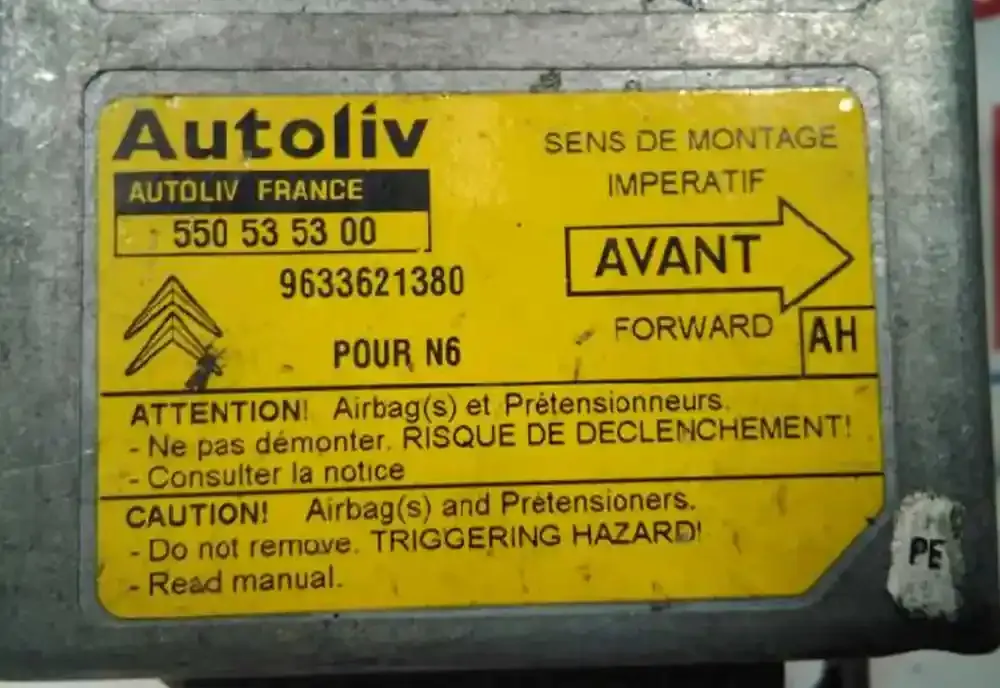 Autoliv
AUTOLIV FRANCE
550 53 53 00
9633621380
POUR N6
SENS DE MONTAGE
IMPERATIF
AVANT
FORWARD
AH
ATTENTION! Airbag(s) et Prétensionneurs.
- Ne pas démonter. RISQUE DE DECLENCHEMENT!
- Consulter la notice
CAUTION! Airbag(s) and Prétensioners.
- Do not remove. TRIGGERING HAZARD!
- Read manual.
PE